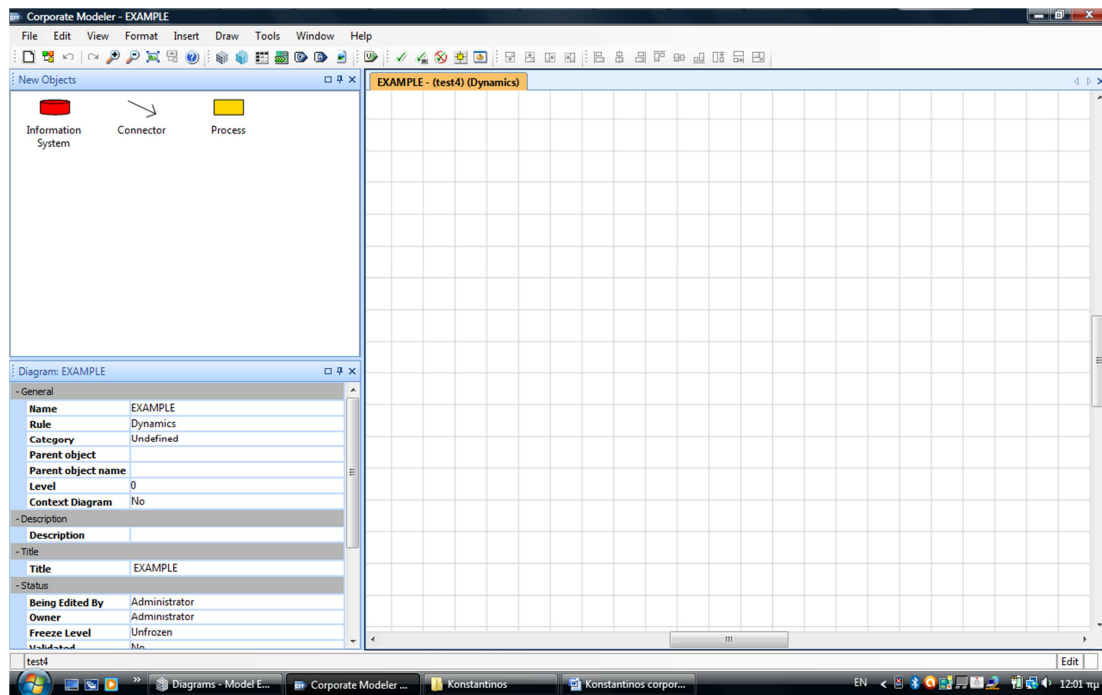 Corporate Modeler - EXAMPLE
File Edit View Format Insert Draw Tools Window Help
New Objects
EXAMPLE - (test4) (Dynamics)
Information System
Connector
Process
Diagram: EXAMPLE
- General
Name EXAMPLE
Rule Dynamics
Category Undefined
Parent object
Parent object name
Level 0
Context Diagram No
- Description
Description
- Title
Title EXAMPLE
- Status
Being Edited By Administrator
Owner Administrator
Freeze Level Unfrozen
Validated No
test4
Edit
Diagrams - Model E...
Corporate Modeler ...
Konstantinos
Konstantinos corpor...
EN
12:01 πμ